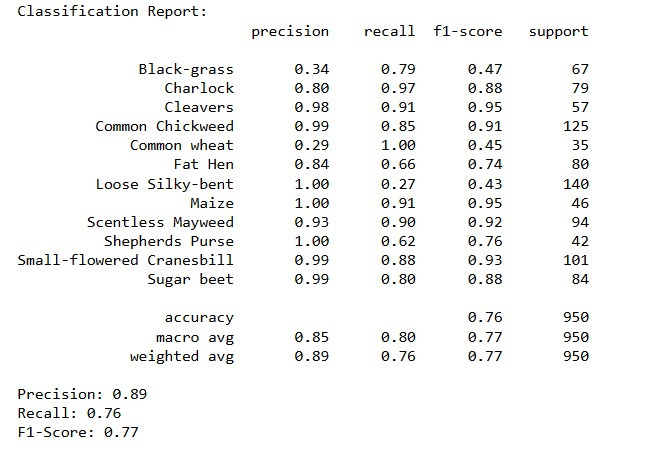 Classification Report:
precision recall f1-score support
Black-grass 0.34 0.79 0.47 67
Charlock 0.80 0.97 0.88 79
Cleavers 0.98 0.91 0.95 57
Common Chickweed 0.99 0.85 0.91 125
Common wheat 0.29 1.00 0.45 35
Fat Hen 0.84 0.66 0.74 80
Loose Silky-bent 1.00 0.27 0.43 140
Maize 1.00 0.91 0.95 46
Scentless Mayweed 0.93 0.90 0.92 94
Shepherds Purse 1.00 0.62 0.76 42
Small-flowered Cranesbill 0.99 0.88 0.93 101
Sugar beet 0.99 0.80 0.88 84
accuracy 0.76 950
macro avg 0.85 0.80 0.77 950
weighted avg 0.89 0.76 0.77 950
Precision: 0.89
Recall: 0.76
F1-Score: 0.77